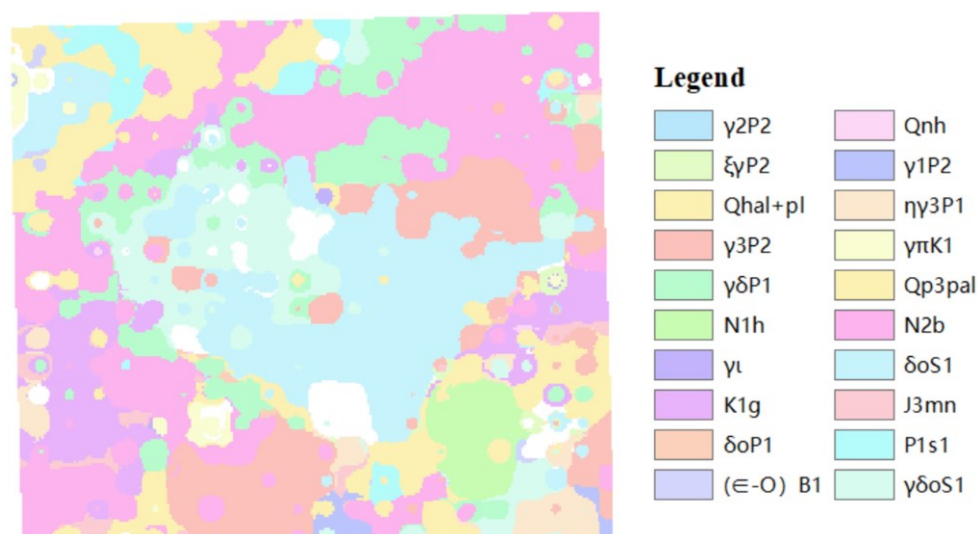 Legend
γ2P2
Qnh
ξγP2
γ1P2
Qhal+pl
ηγ3P1
γ3P2
γπK1
γδP1
Qp3pal
N1h
N2b
γι
δoS1
K1g
J3mn
δoP1
P1s1
(∈-O) B1
γδoS1